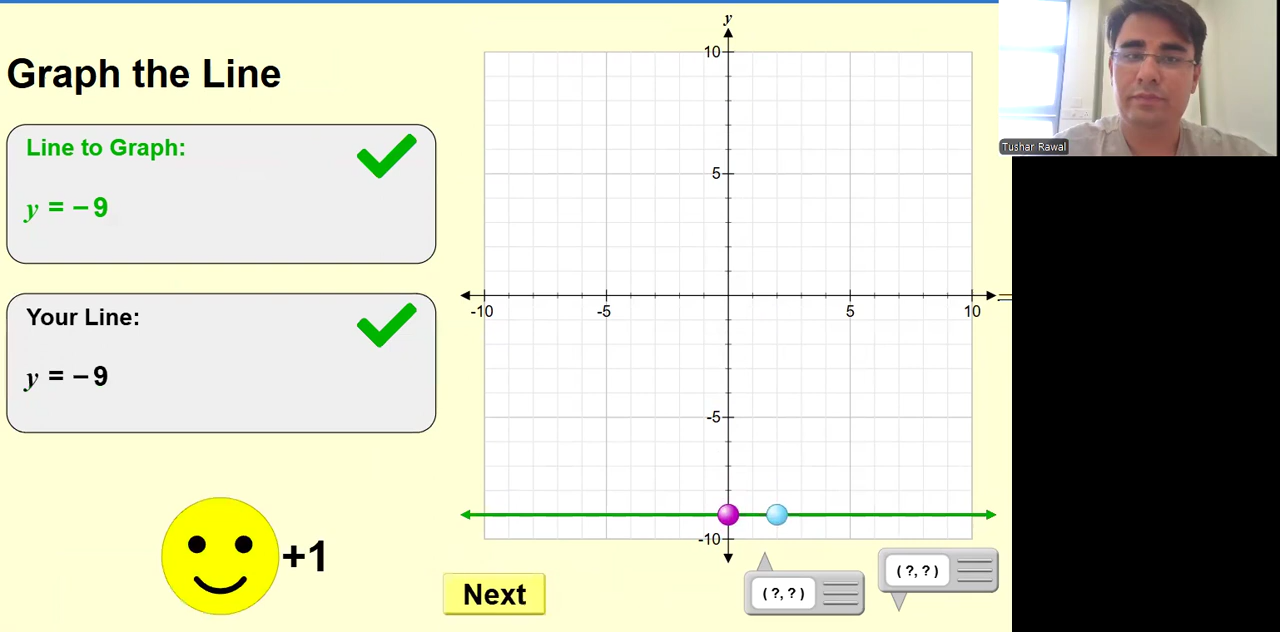 Graph the Line
Line to Graph:
y = −9
Your Line:
y = −9
+1
Next
y
10
5
-10
-5
5
10
-5
-10
( ?, ? )
( ?, ? )
Tushar Rawal